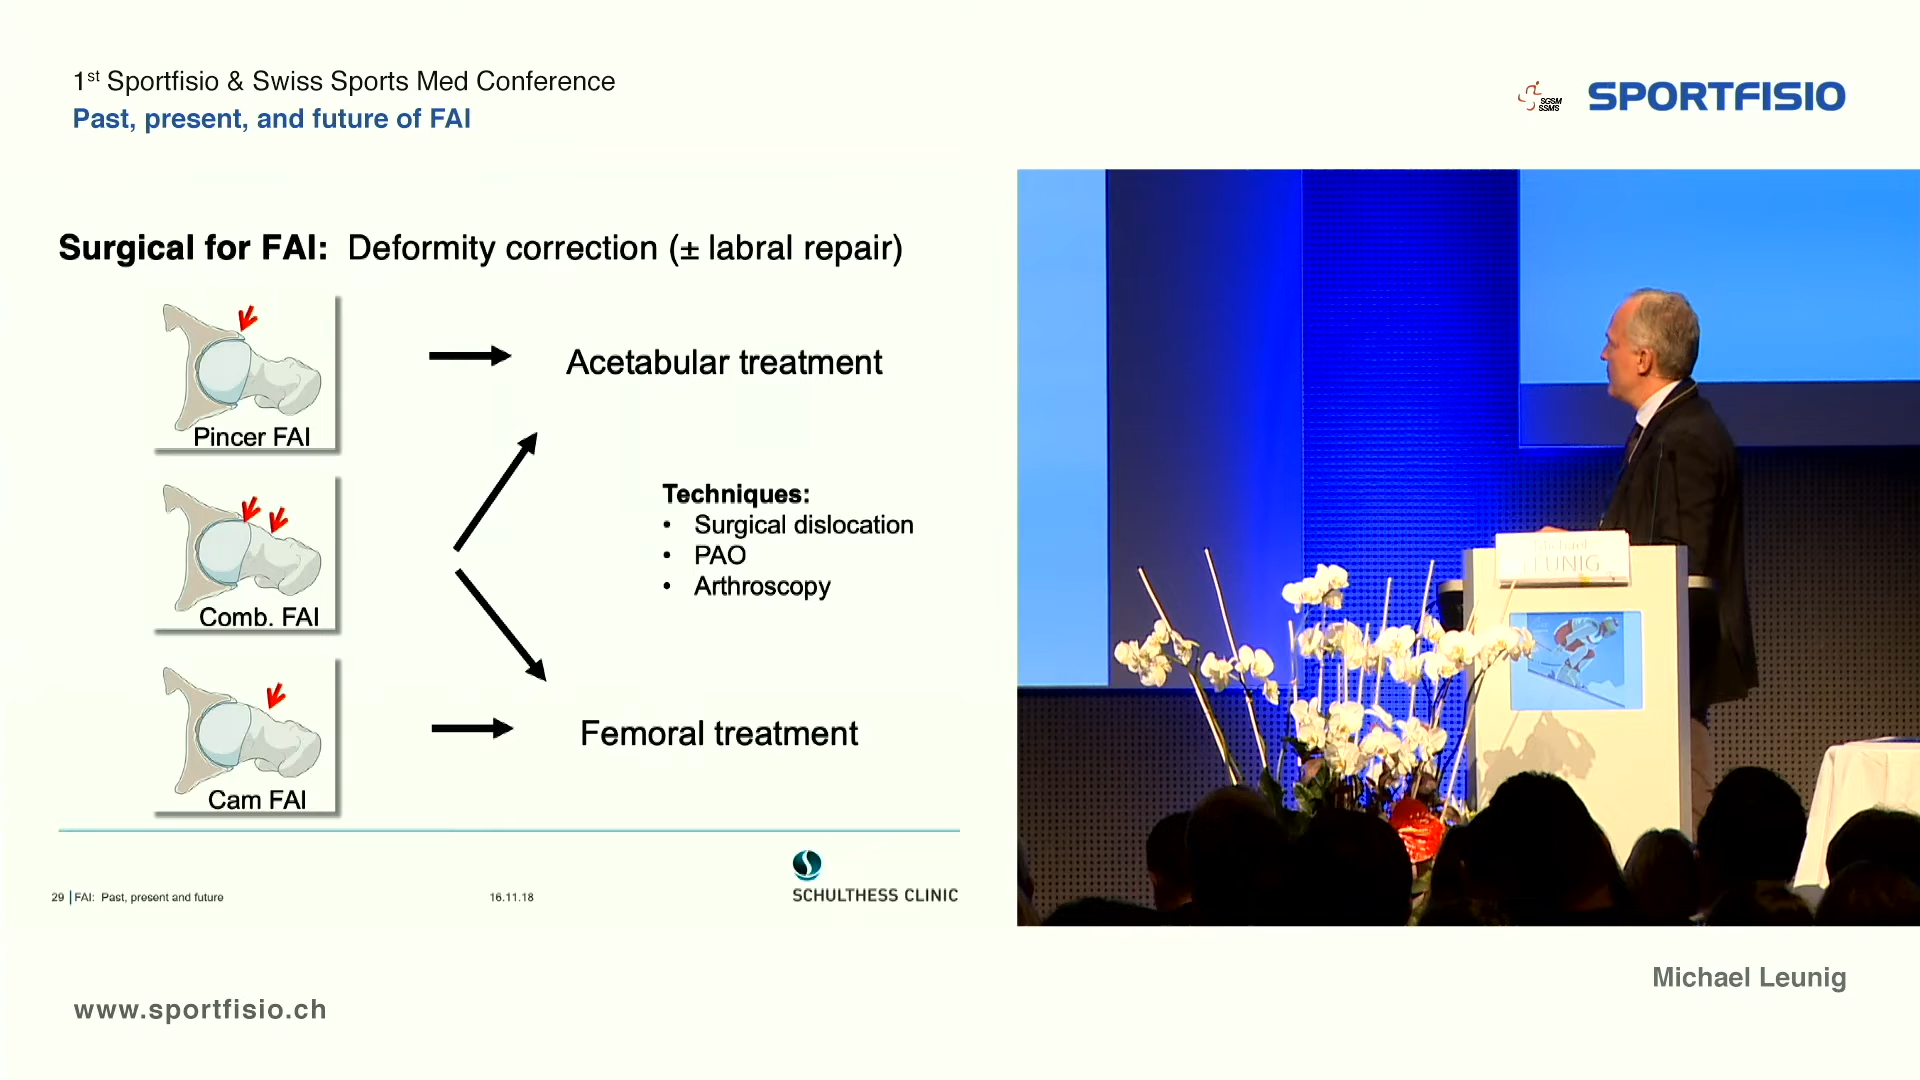 1st Sportfisio & Swiss Sports Med Conference
Past, present, and future of FAI
SGSM
SSMS
SPORTFISIO
Surgical for FAI: Deformity correction (± labral repair)
Pincer FAI
Acetabular treatment
Comb. FAI
Techniques:
• Surgical dislocation
• PAO
• Arthroscopy
Cam FAI
Femoral treatment
29 | FAI: Past, present and future
16.11.18
SCHULTHESS CLINIC
Michael
LEUNIG
Michael Leunig
www.sportfisio.ch